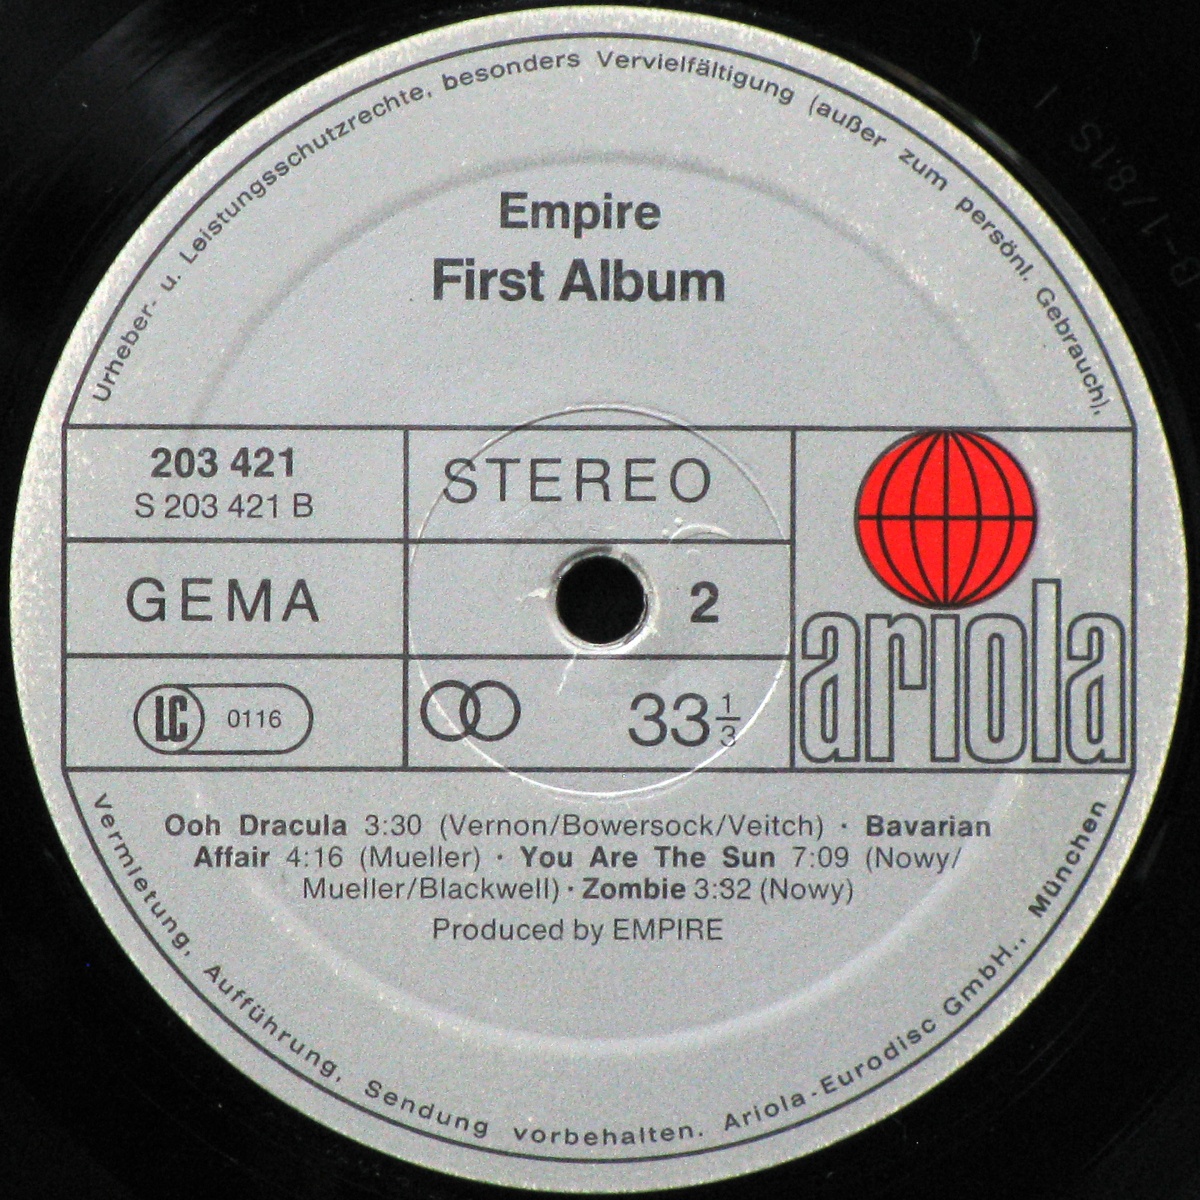 Urheber- u. Leistungsschutzrechte, besonders Vervielfältigung (außer zum persönl. Gebrauch),
Empire
First Album
203 421
S 203 421 B
STEREO
GEMA
2
LC 0116
33 1/3
ariola
Ooh Dracula 3:30 (Vernon/Bowersock/Veitch) · Bavarian
Affair 4:16 (Mueller) · You Are The Sun 7:09 (Nowy/
Mueller/Blackwell) · Zombie 3:32 (Nowy)
Produced by EMPIRE
Vermietung, Aufführung, Sendung vorbehalten. Ariola-Eurodisc GmbH., München